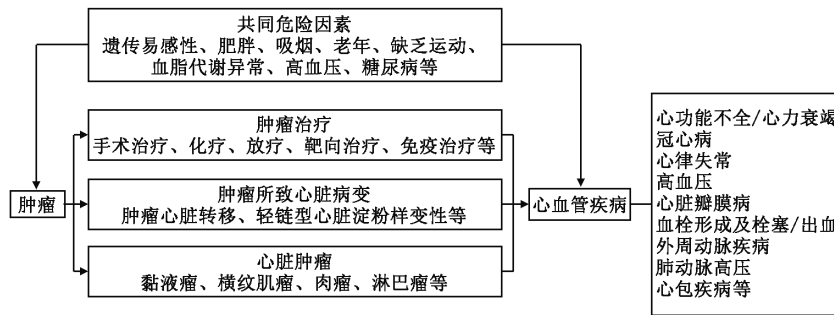 共同危险因素
遗传易感性、肥胖、吸烟、老年、缺乏运动、
血脂代谢异常、高血压、糖尿病等
肿瘤治疗
手术治疗、化疗、放疗、靶向治疗、免疫治疗等
肿瘤
肿瘤所致心脏病变
肿瘤心脏转移、轻链型心脏淀粉样变性等
心脏肿瘤
黏液瘤、横纹肌瘤、肉瘤、淋巴瘤等
心血管疾病
心功能不全/心力衰竭
冠心病
心律失常
高血压
心脏瓣膜病
血栓形成及栓塞/出血
外周动脉疾病
肺动脉高压
心包疾病等